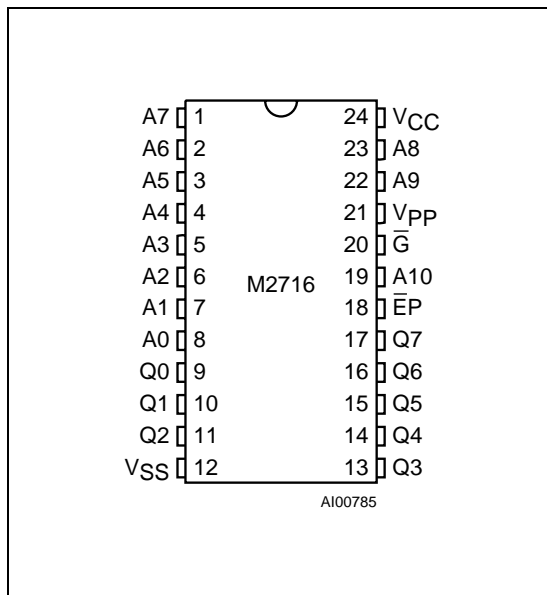 A7 1 24 VCC
A6 2 23 A8
A5 3 22 A9
A4 4 21 VPP
A3 5 20 G̅
A2 6 19 A10
A1 7 M2716 18 E̅P
A0 8 17 Q7
Q0 9 16 Q6
Q1 10 15 Q5
Q2 11 14 Q4
VSS 12 13 Q3
AI00785